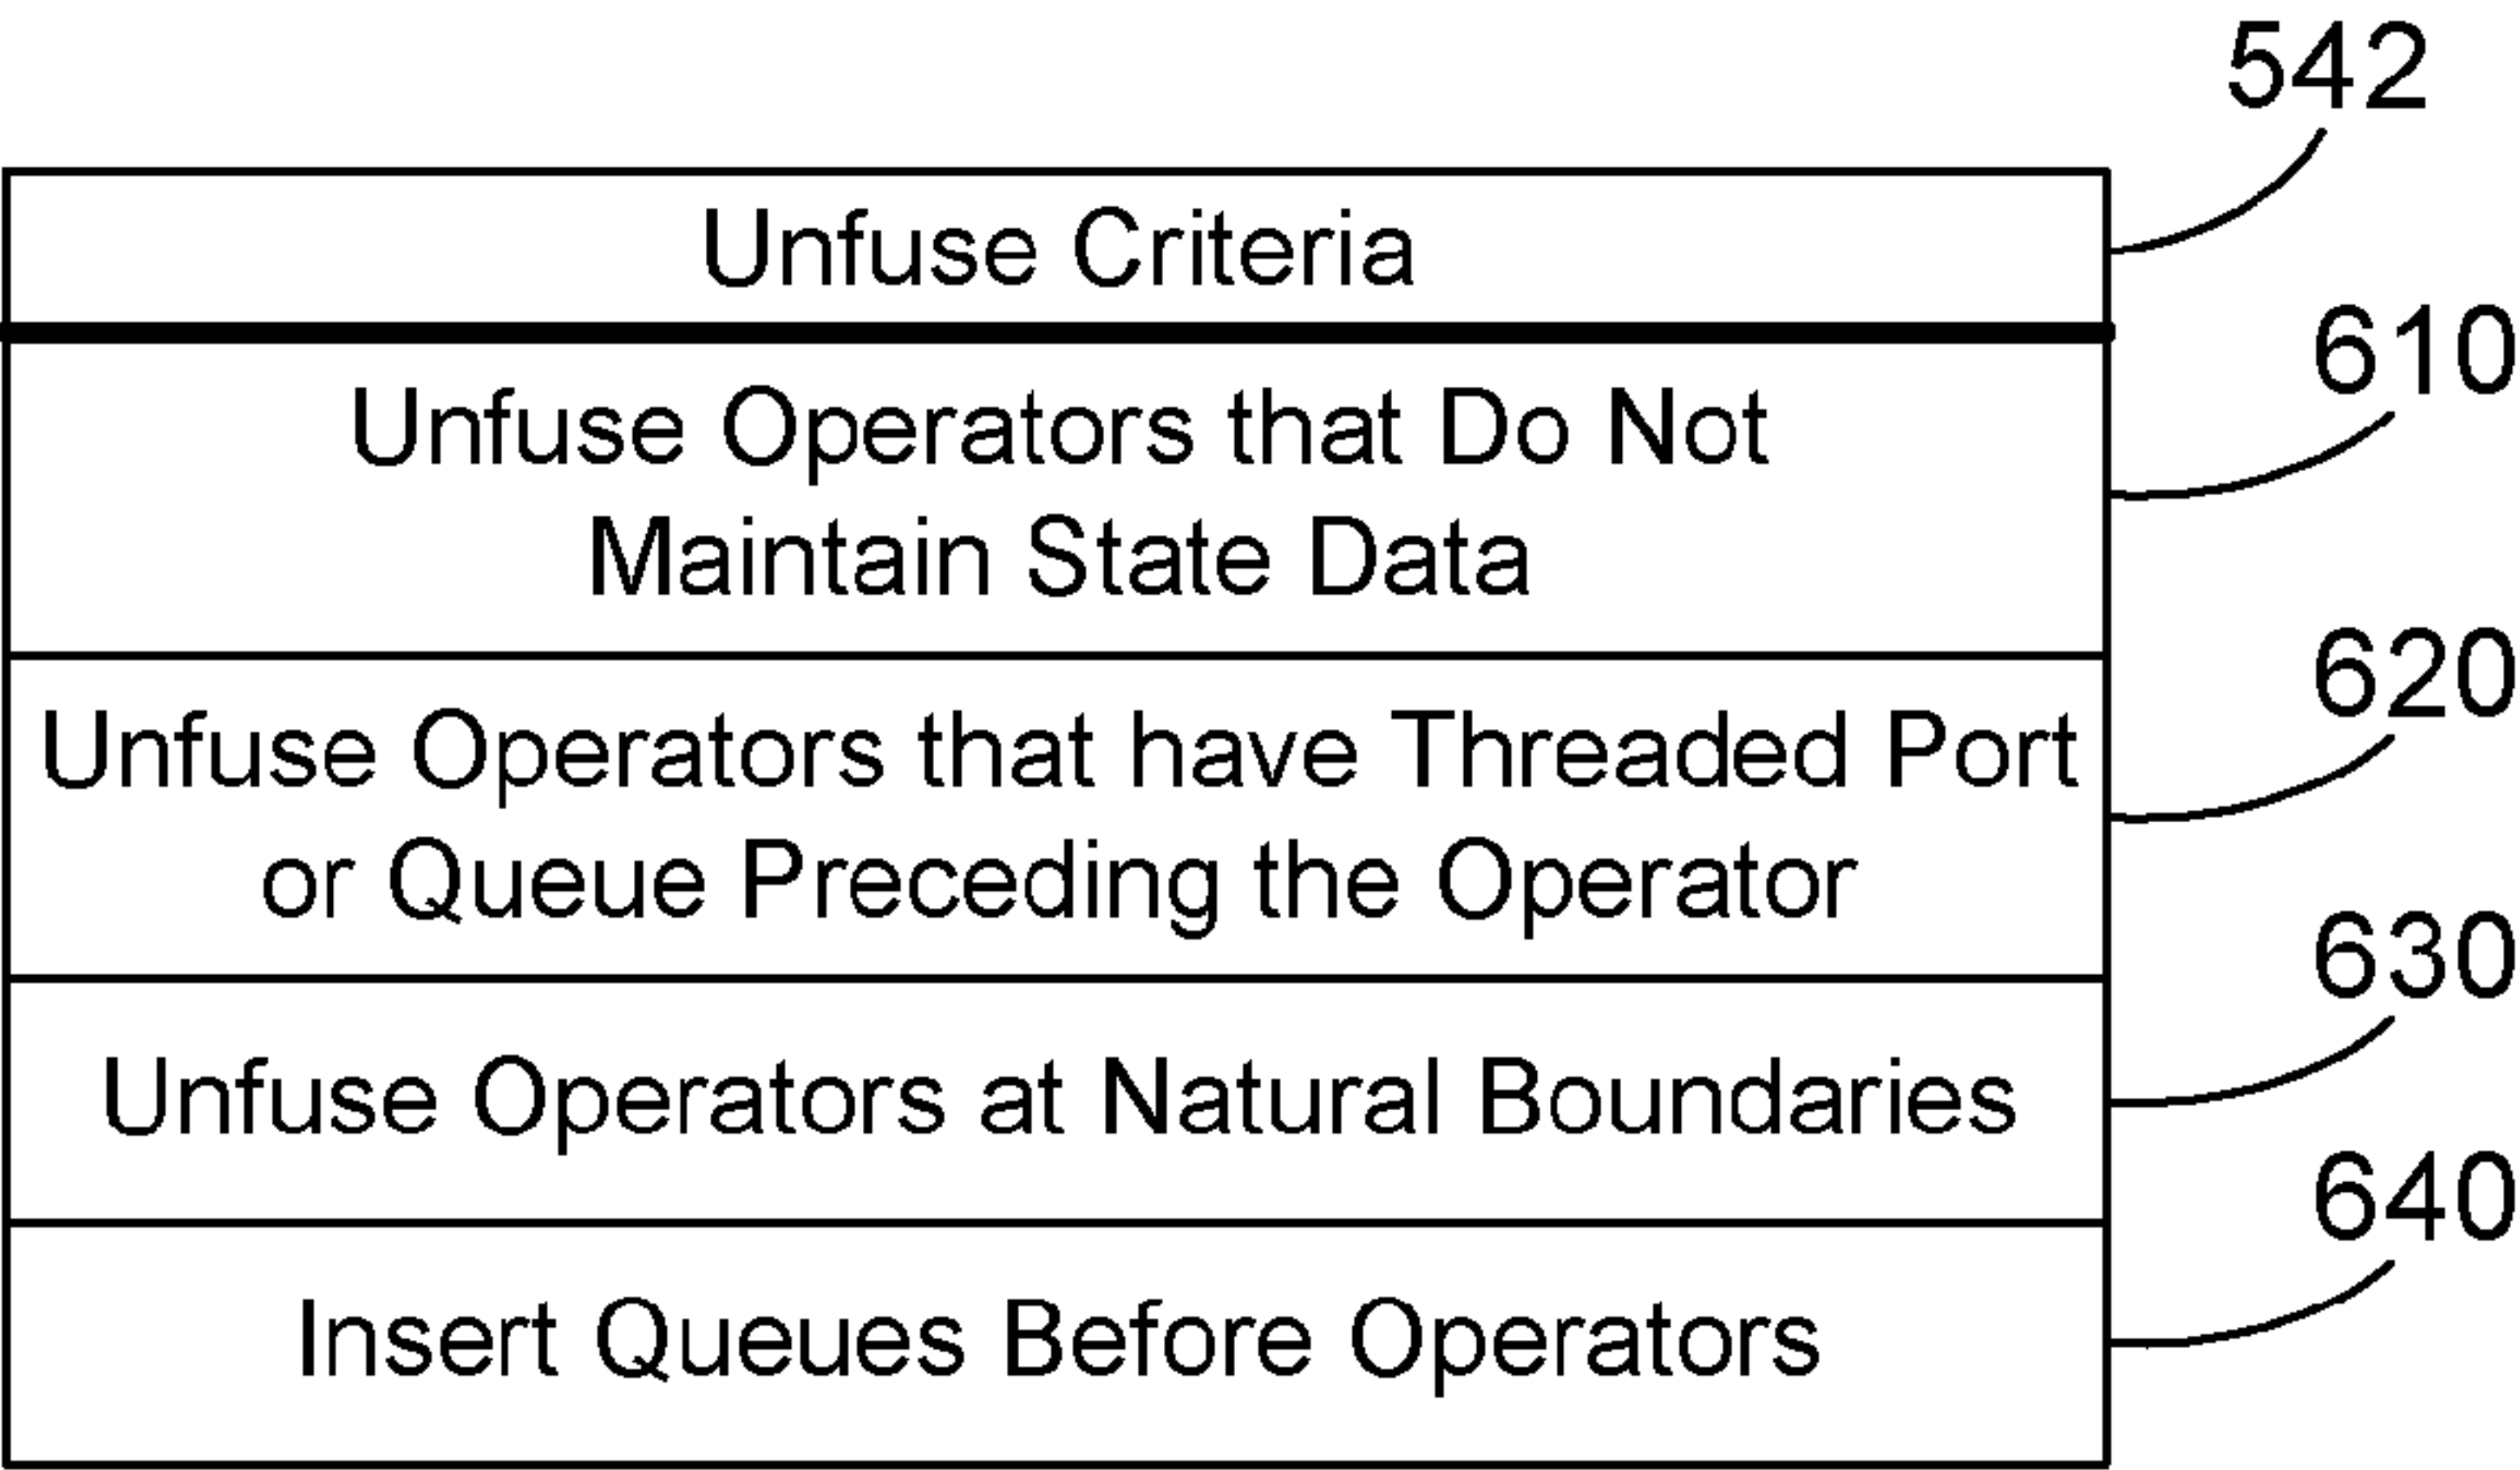 542
Unfuse Criteria
610
Unfuse Operators that Do Not
Maintain State Data
620
Unfuse Operators that have Threaded Port
or Queue Preceding the Operator
630
Unfuse Operators at Natural Boundaries
640
Insert Queues Before Operators